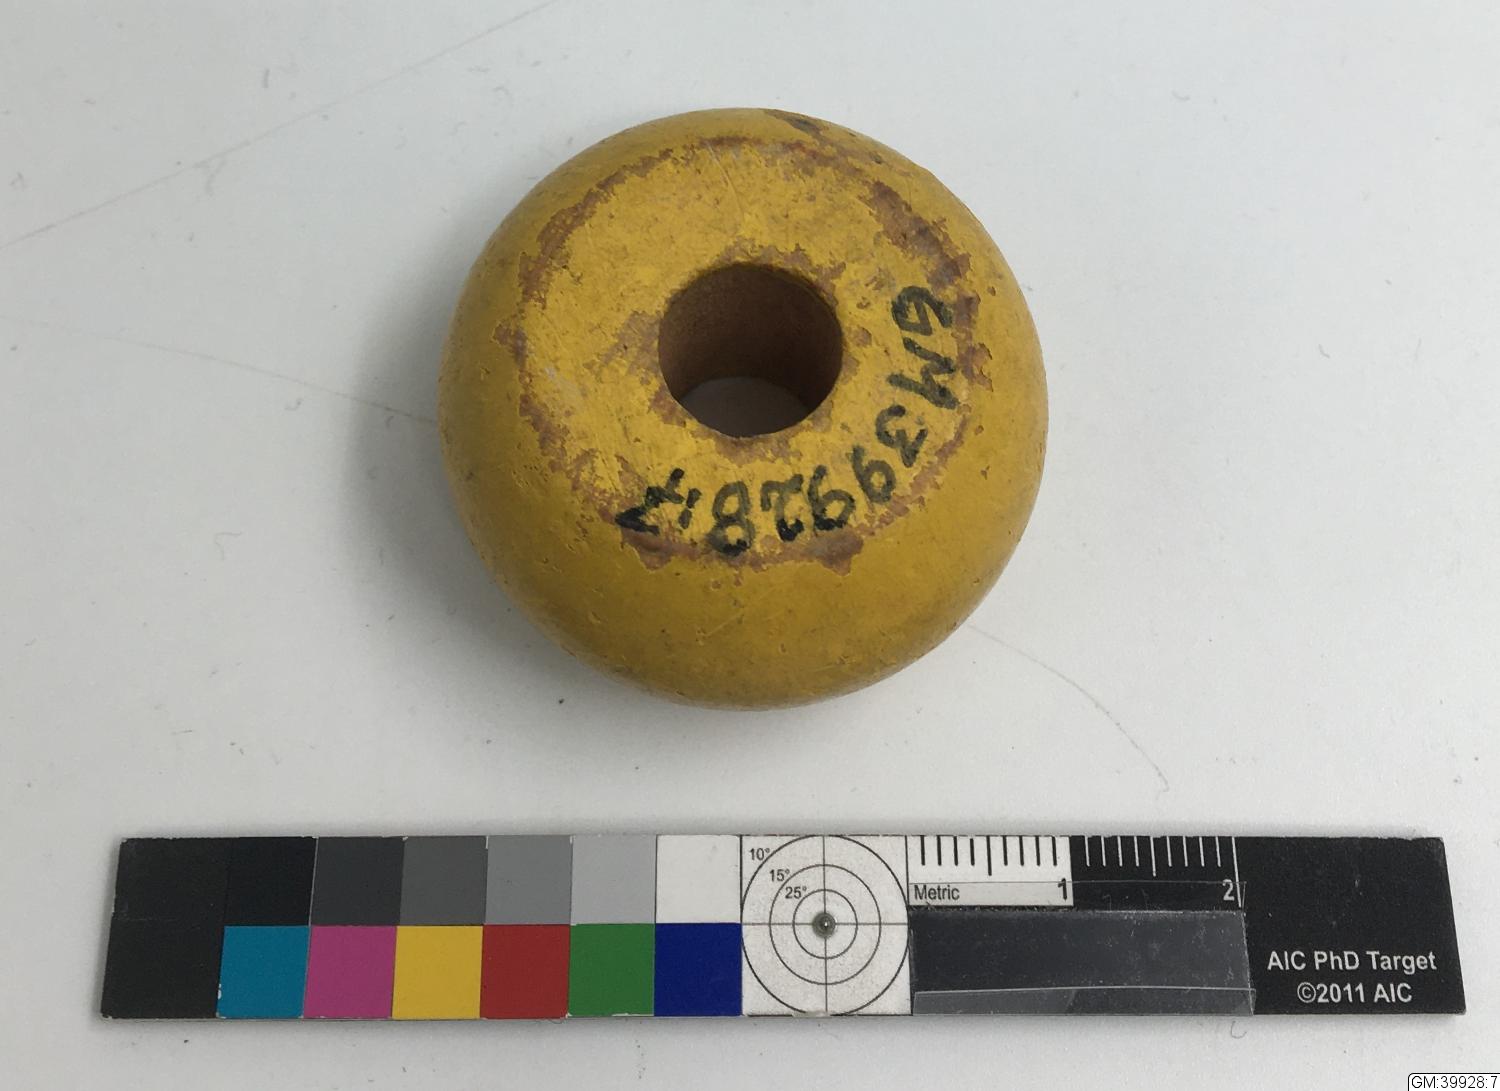 GM39928:7
10° 15° 25°
Metric 1 2
AIC PhD Target
©2011 AIC
GM:39928:7